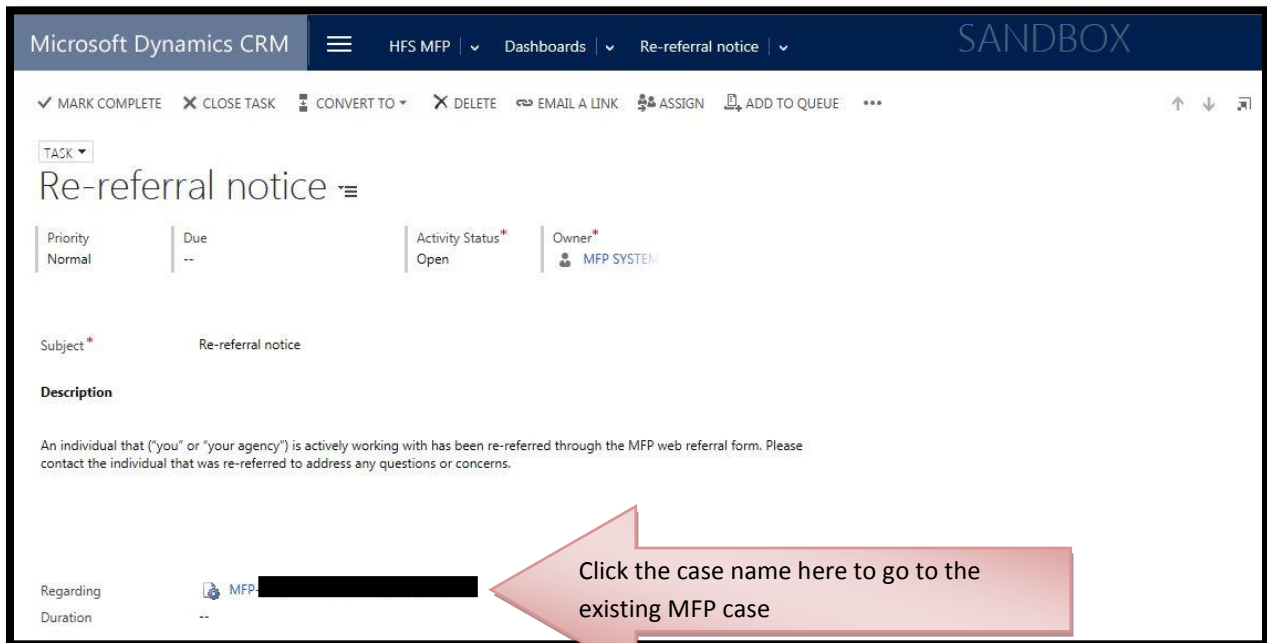 Microsoft Dynamics CRM HFS MFP Dashboards Re-referral notice SANDBOX
MARK COMPLETE CLOSE TASK CONVERT TO DELETE EMAIL A LINK ASSIGN ADD TO QUEUE ...
TASK
Re-referral notice
Priority Due Activity Status* Owner*
Normal -- Open MFP SYSTEM
Subject* Re-referral notice
Description
An individual that ("you" or "your agency") is actively working with has been re-referred through the MFP web referral form. Please
contact the individual that was re-referred to address any questions or concerns.
Click the case name here to go to the
existing MFP case
Regarding MFP-
Duration --